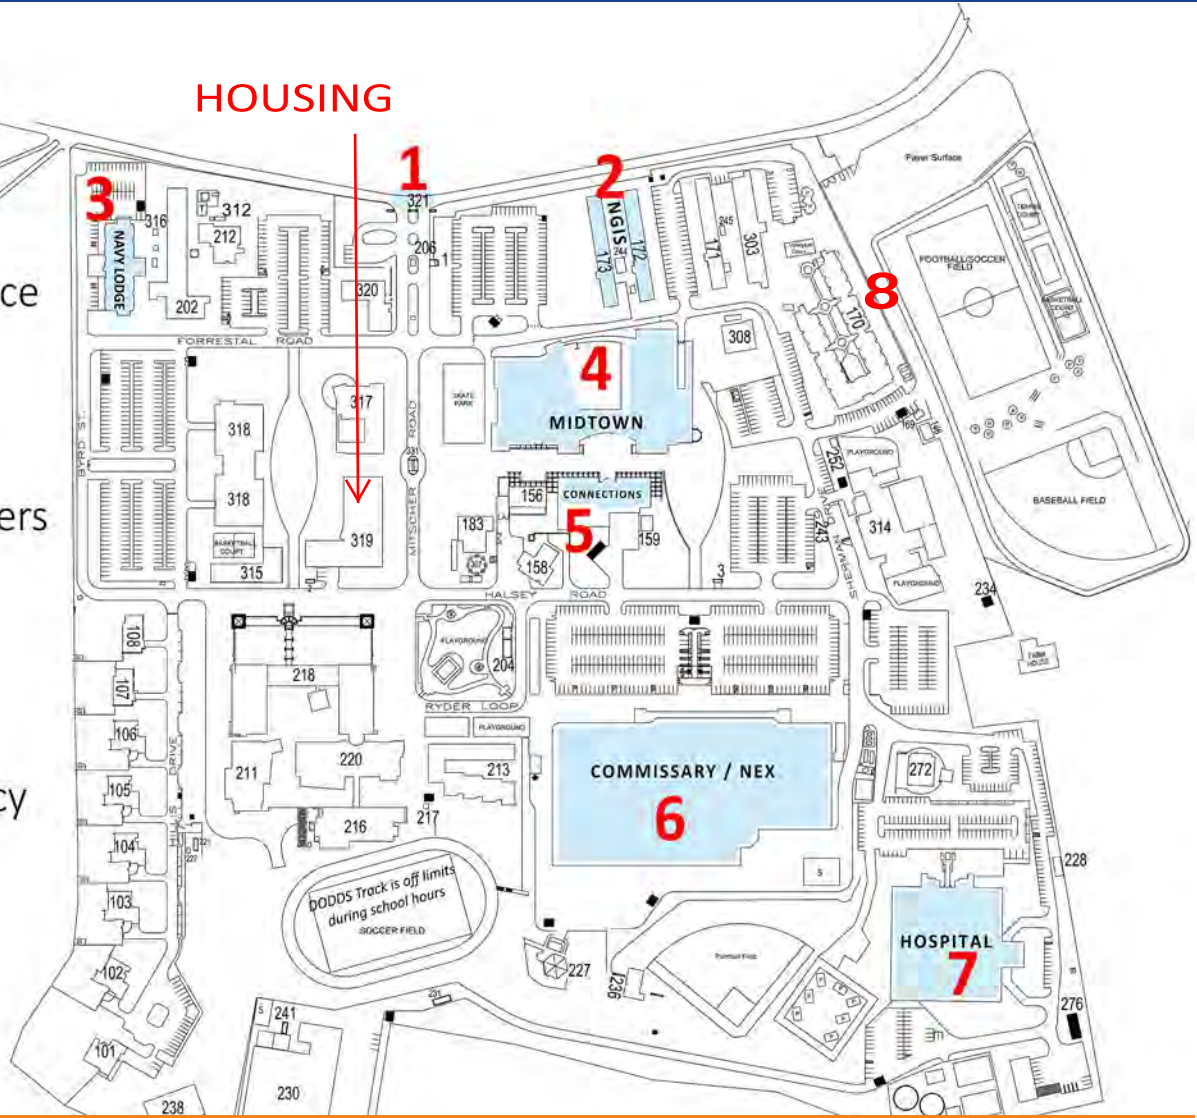 HOUSING
1
2
3
321
Paver Surface
316
312
T
212
206
1
NAVY LODGE
NGIS
244
173
172
171
245
303
TENNIS COURT
FOOTBALL/SOCCER
FIELD
BASKETBALL
COURT
8
ce
202
320
170
FORRESTAL ROAD
308
4
MIDTOWN
SKATE
PARK
317
BYRD ST.
MITSCHER ROAD
331
318
169
252
PLAYGROUND
BASEBALL FIELD
318
156
CONNECTIONS
ers
183
5
159
319
243
314
SHERMAN DRIVE
BASKETBALL
COURT
315
307
158
3
2
PLAYGROUND
HALSEY ROAD
234
108
PLAYGROUND
204
FARM
HOUSE
218
107
RYDER LOOP
PLAYGROUND
106
HILLS DRIVE
211
220
213
COMMISSARY / NEX
272
105
cy
6
217
216
104
221
222
S
228
DODDS Track is off limits
during school hours
SOCCER FIELD
103
HOSPITAL
7
102
227
236
231
S
241
276
101
230
238